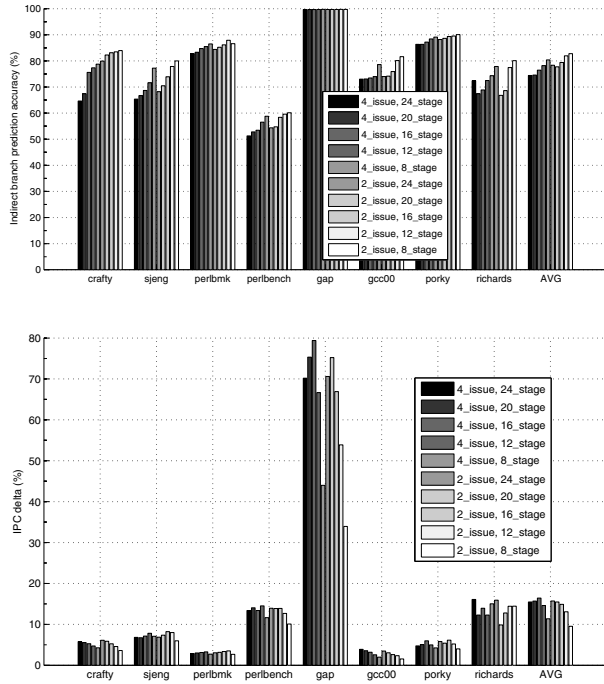 100
90
80
70
60
50
40
30
20
10
0
Indirect branch prediction accuracy (%)
4_issue, 24_stage
4_issue, 20_stage
4_issue, 16_stage
4_issue, 12_stage
4_issue, 8_stage
2_issue, 24_stage
2_issue, 20_stage
2_issue, 16_stage
2_issue, 12_stage
2_issue, 8_stage
crafty sjeng perlbmk perlbench gap gcc00 porky richards AVG
80
70
60
50
40
30
20
10
0
IPC delta (%)
4_issue, 24_stage
4_issue, 20_stage
4_issue, 16_stage
4_issue, 12_stage
4_issue, 8_stage
2_issue, 24_stage
2_issue, 20_stage
2_issue, 16_stage
2_issue, 12_stage
2_issue, 8_stage
crafty sjeng perlbmk perlbench gap gcc00 porky richards AVG